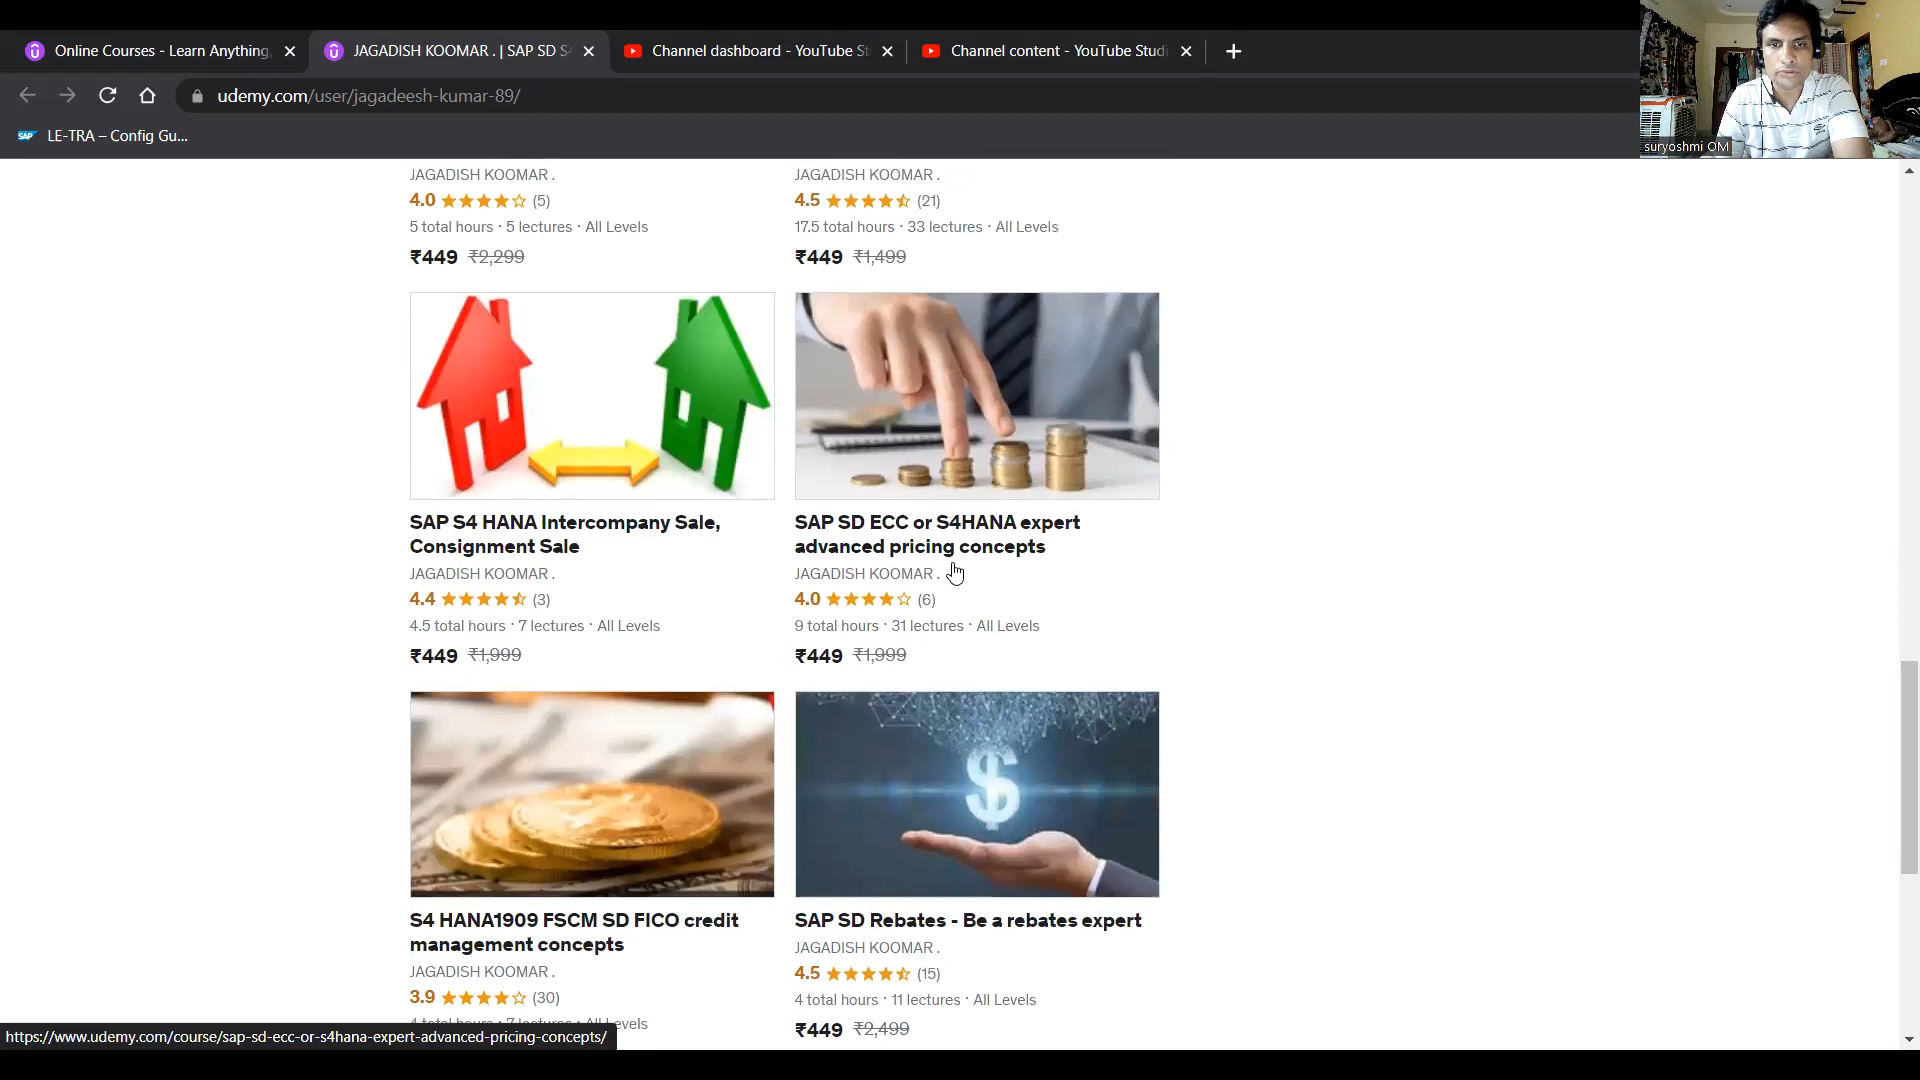 Online Courses - Learn Anything,
JAGADISH KOOMAR . | SAP SD S
Channel dashboard - YouTube St
Channel content - YouTube Studi
udemy.com/user/jagadeesh-kumar-89/
SAP LE-TRA – Config Gu...
suryoshmi OM
JAGADISH KOOMAR .
4.0 (5)
5 total hours · 5 lectures · All Levels
₹449 ₹2,299
JAGADISH KOOMAR .
4.5 (21)
17.5 total hours · 33 lectures · All Levels
₹449 ₹1,499
SAP S4 HANA Intercompany Sale,
Consignment Sale
JAGADISH KOOMAR .
4.4 (3)
4.5 total hours · 7 lectures · All Levels
₹449 ₹1,999
SAP SD ECC or S4HANA expert
advanced pricing concepts
JAGADISH KOOMAR .
4.0 (6)
9 total hours · 31 lectures · All Levels
₹449 ₹1,999
S4 HANA1909 FSCM SD FICO credit
management concepts
JAGADISH KOOMAR .
3.9 (30)
4 total hours · 7 lectures · All Levels
SAP SD Rebates - Be a rebates expert
JAGADISH KOOMAR .
4.5 (15)
4 total hours · 11 lectures · All Levels
₹449 ₹2,499
https://www.udemy.com/course/sap-sd-ecc-or-s4hana-expert-advanced-pricing-concepts/